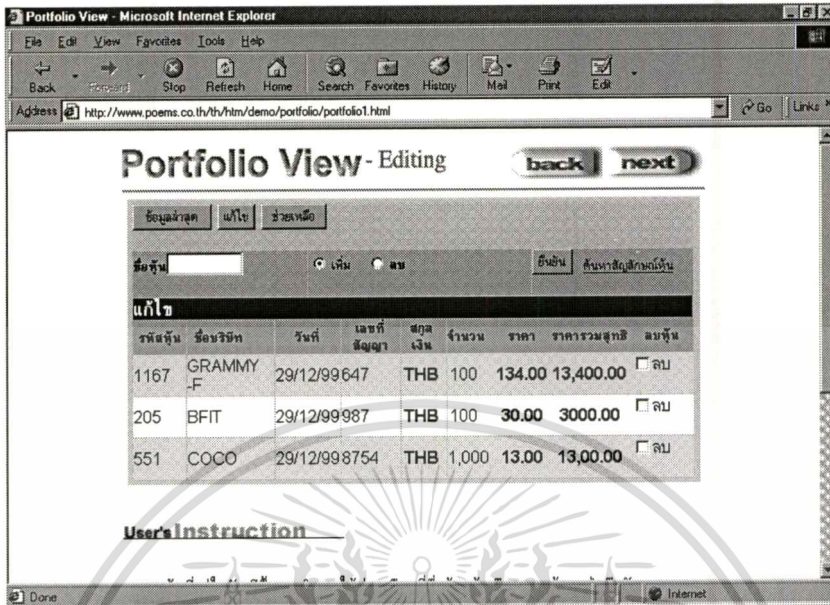 Portfolio View - Microsoft Internet Explorer
File Edit View Favorites Tools Help
Back Forward Stop Refresh Home Search Favorites History Mail Print Edit
Address http://www.poems.co.th/th/htm/demo/portfolio/portfolio1.html Go Links
Portfolio View - Editing back next
ข้อมูลล่าสุด แก้ไข ช่วยเหลือ
ชื่อหุ้น เพิ่ม ลบ ยืนยัน ค้นหาสัญลักษณ์หุ้น
แก้ไข
รหัสหุ้น ชื่อบริษัท วันที่ เลขที่สัญญา สกุลเงิน จำนวน ราคา ราคารวมสุทธิ ลบหุ้น
1167 GRAMMY-F 29/12/99 647 THB 100 134.00 13,400.00 ลบ
205 BFIT 29/12/99 987 THB 100 30.00 3000.00 ลบ
551 COCO 29/12/99 8754 THB 1,000 13.00 13,00.00 ลบ
User's Instruction
Done Internet